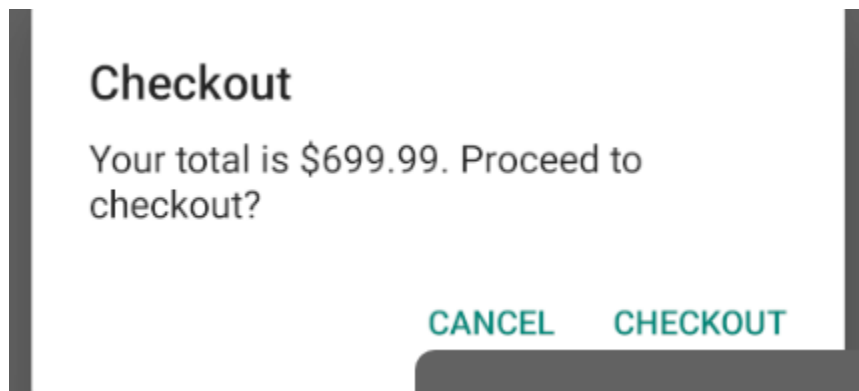 Checkout
Your total is $699.99. Proceed to
checkout?
CANCEL CHECKOUT